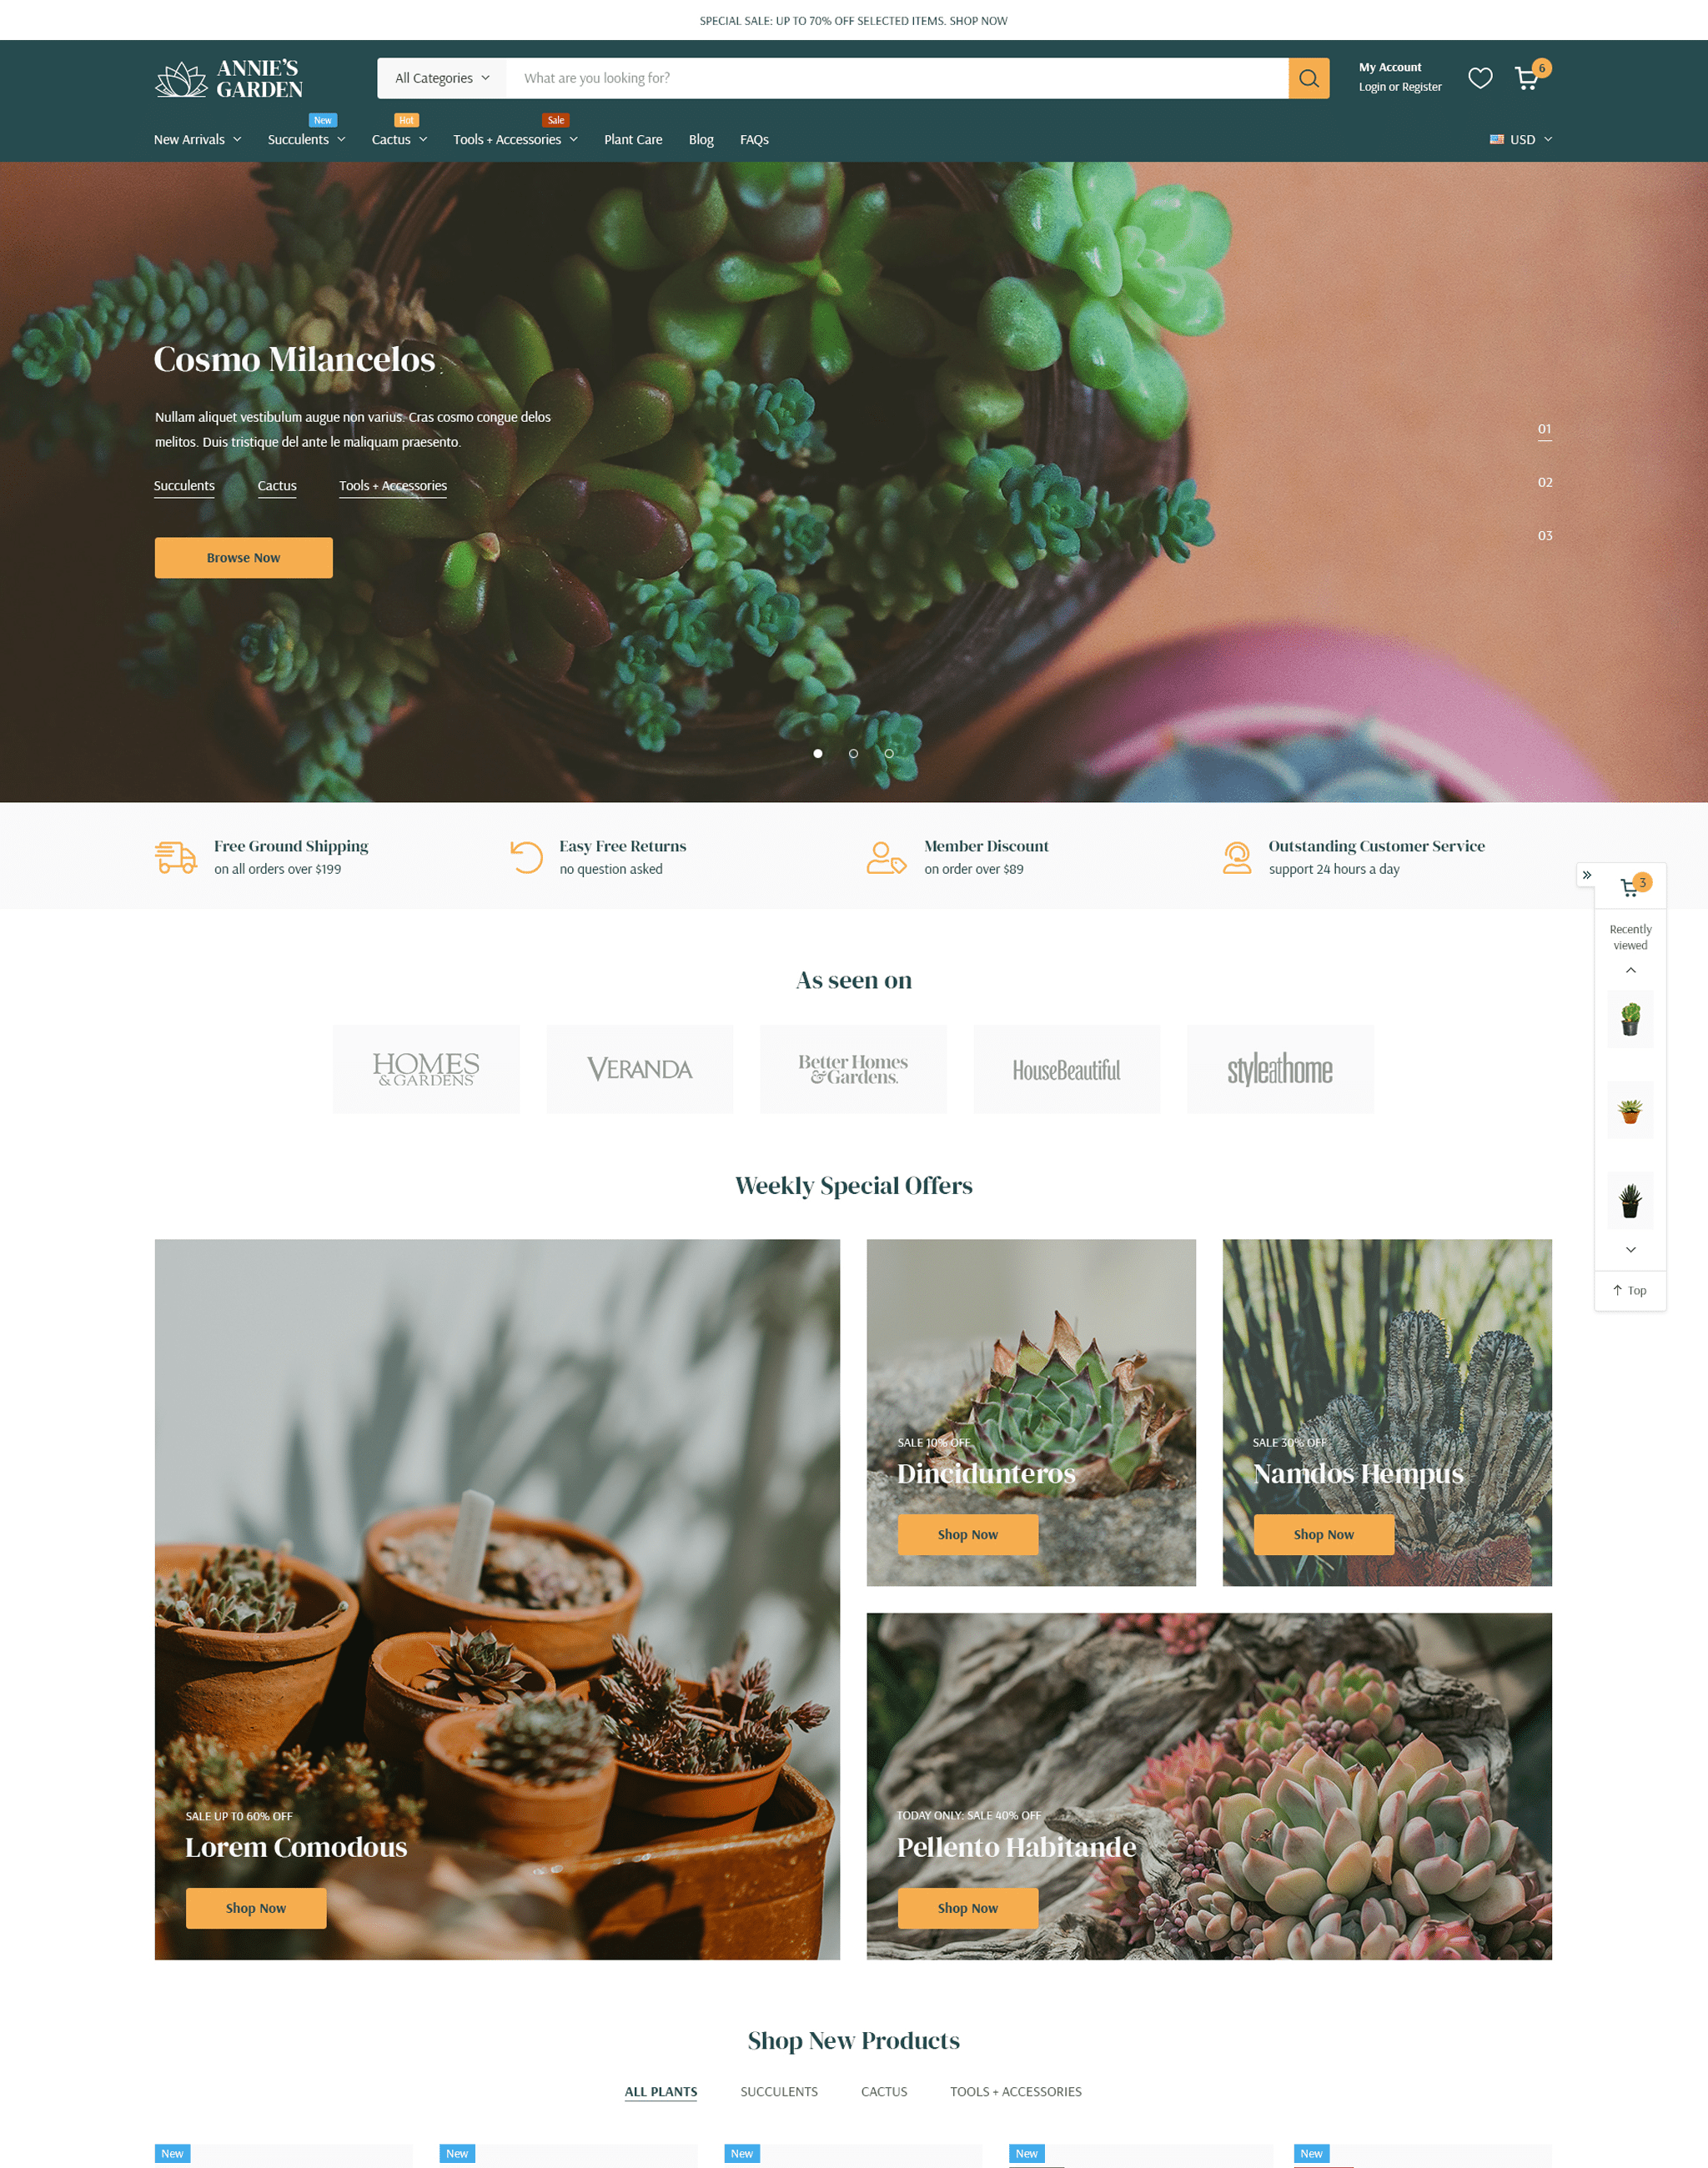 SPECIAL SALE: UP TO 70% OFF SELECTED ITEMS. SHOP NOW
ANNIE'S
GARDEN
All Categories
What are you looking for?
My Account
Login or Register
6
New
Hot
Sale
New Arrivals
Succulents
Cactus
Tools + Accessories
Plant Care
Blog
FAQs
USD
Cosmo Milancelos
Nullam aliquet vestibulum augue non varius. Cras cosmo congue delos
melitos. Duis tristique del ante le maliquam praesento.
Succulents
Cactus
Tools + Accessories
Browse Now
01
02
03
Free Ground Shipping
on all orders over $199
Easy Free Returns
no question asked
Member Discount
on order over $89
Outstanding Customer Service
support 24 hours a day
3
Recently
viewed
Top
As seen on
HOMES
& GARDENS
VERANDA
Better Homes
& Gardens.
HouseBeautiful
styleathome
Weekly Special Offers
SALE UP TO 60% OFF
Lorem Comodous
Shop Now
SALE 10% OFF
Dincidunteros
Shop Now
SALE 30% OFF
Namdos Hempus
Shop Now
TODAY ONLY: SALE 40% OFF
Pellento Habitande
Shop Now
Shop New Products
ALL PLANTS
SUCCULENTS
CACTUS
TOOLS + ACCESSORIES
New
New
New
New
New